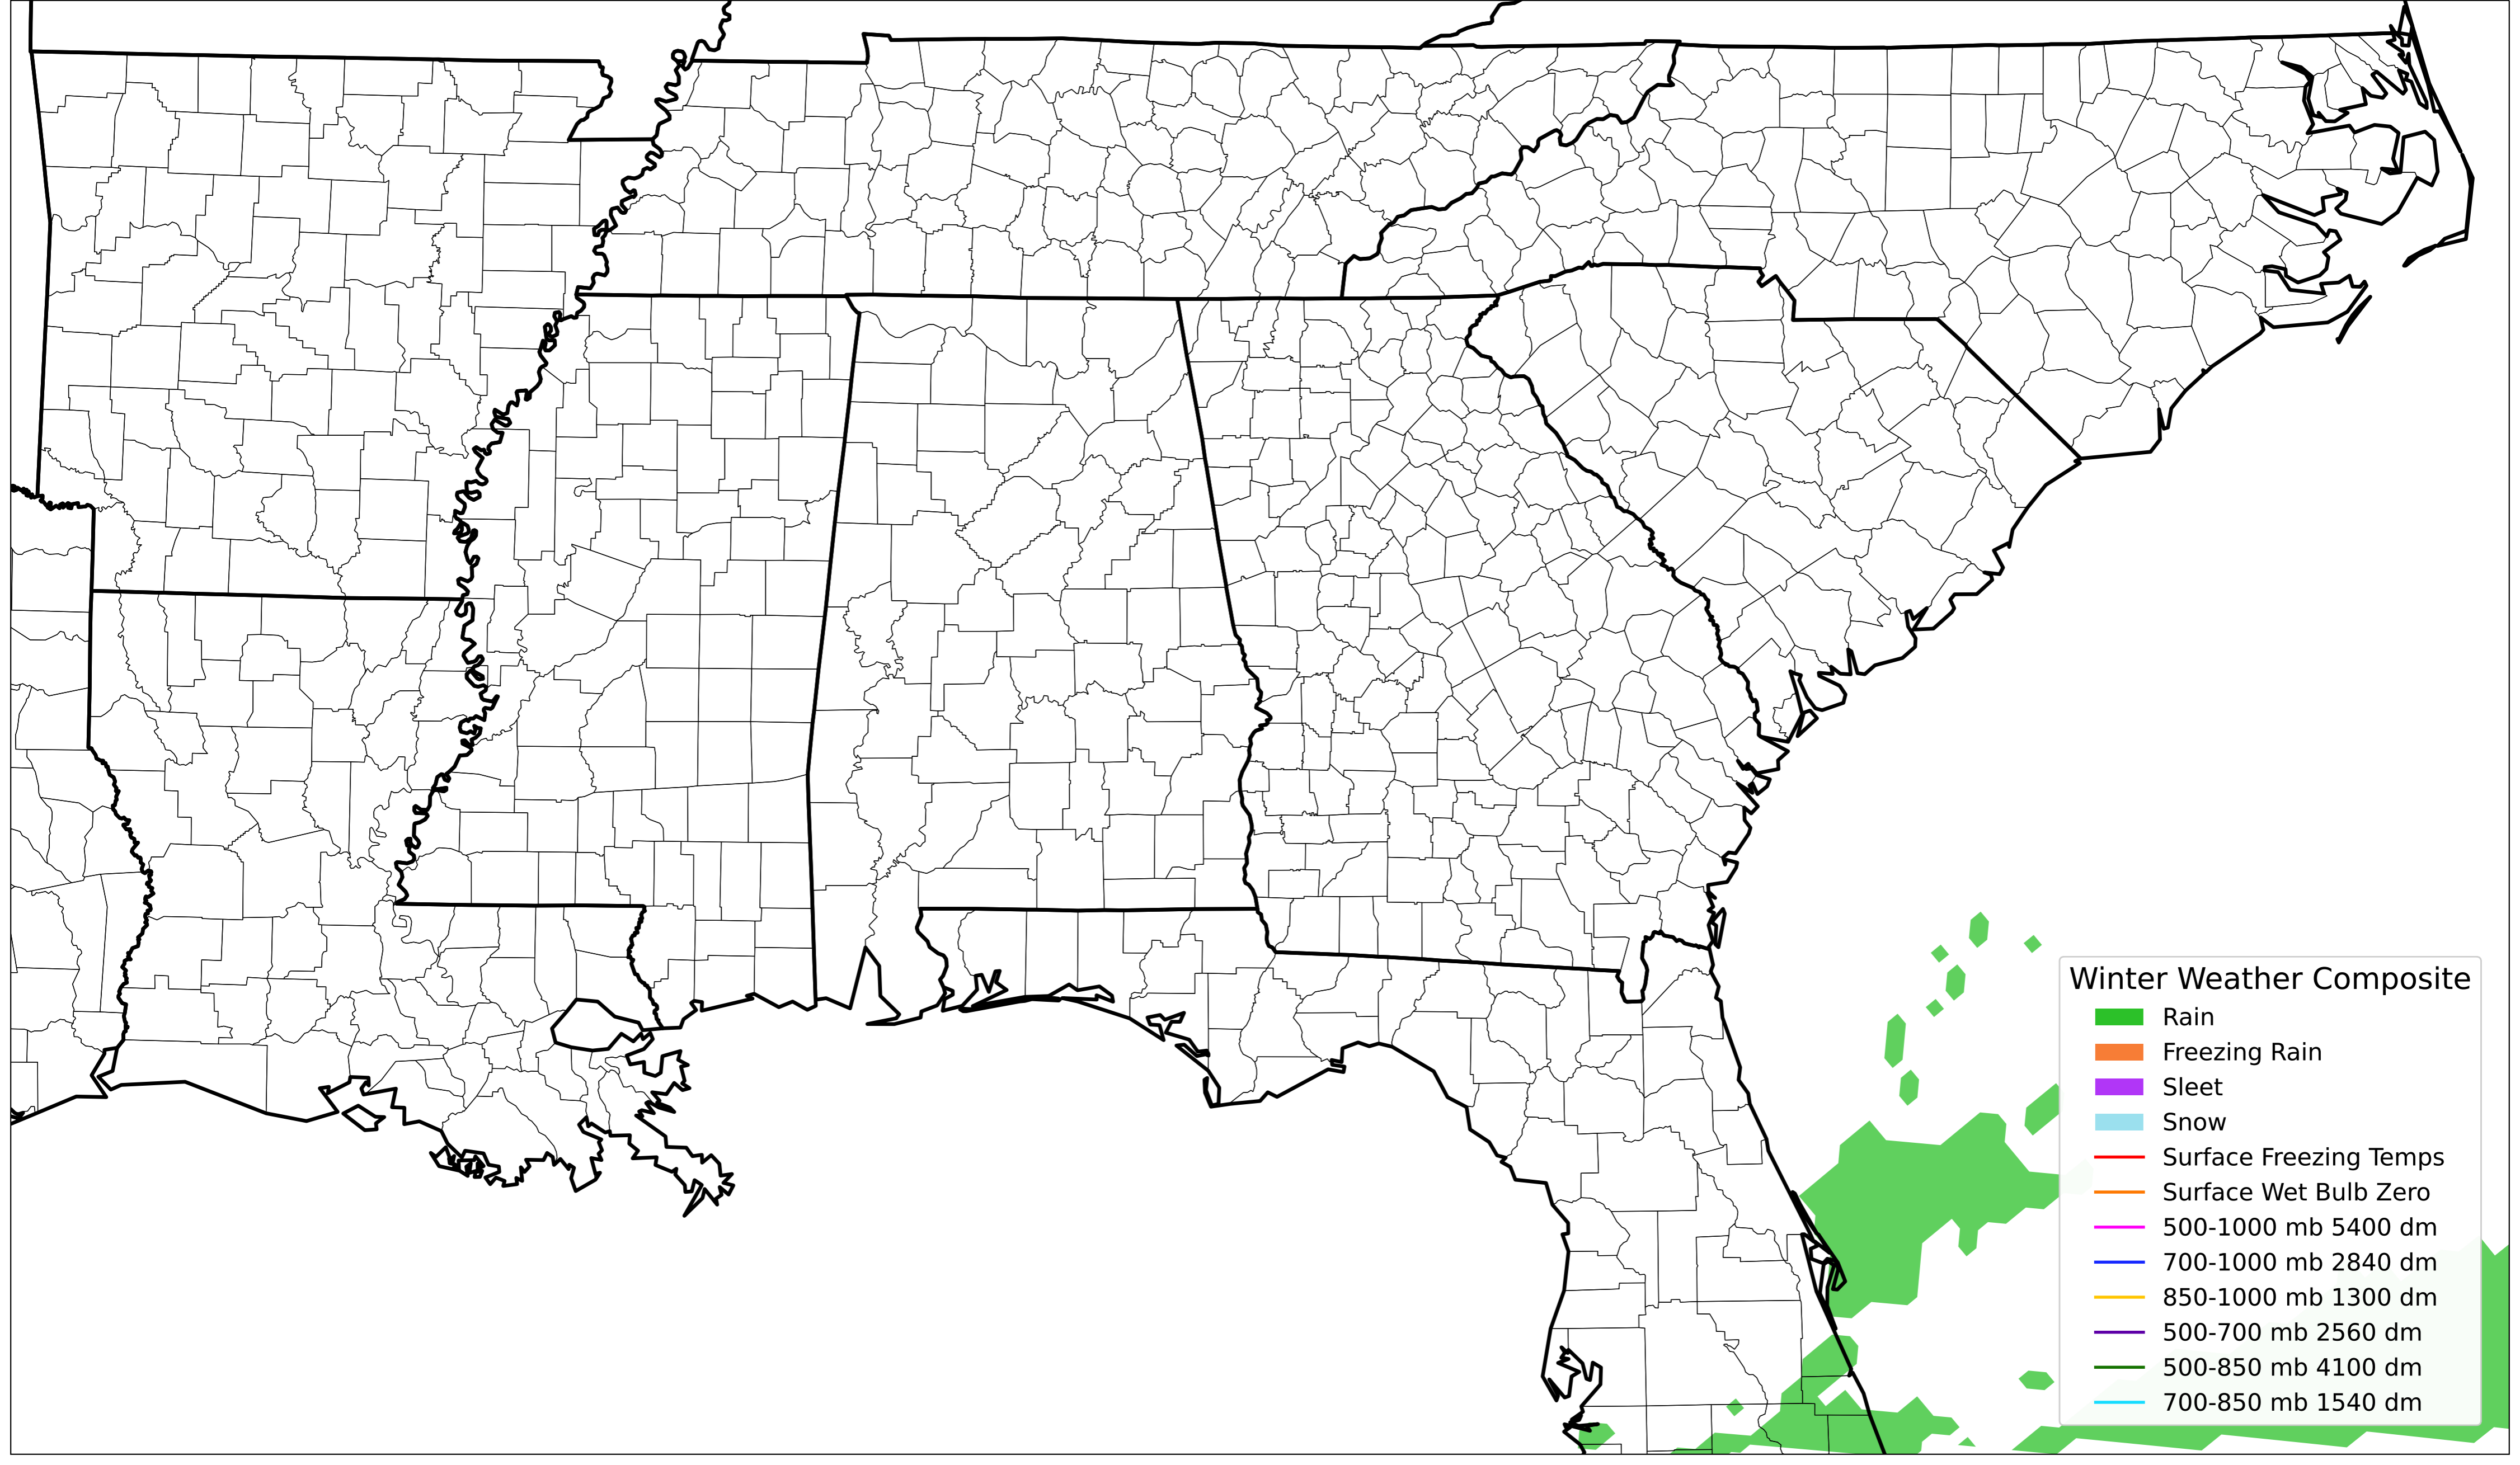 Winter Weather Composite
Rain
Freezing Rain
Sleet
Snow
Surface Freezing Temps
Surface Wet Bulb Zero
500-1000 mb 5400 dm
700-1000 mb 2840 dm
850-1000 mb 1300 dm
500-700 mb 2560 dm
500-850 mb 4100 dm
700-850 mb 1540 dm